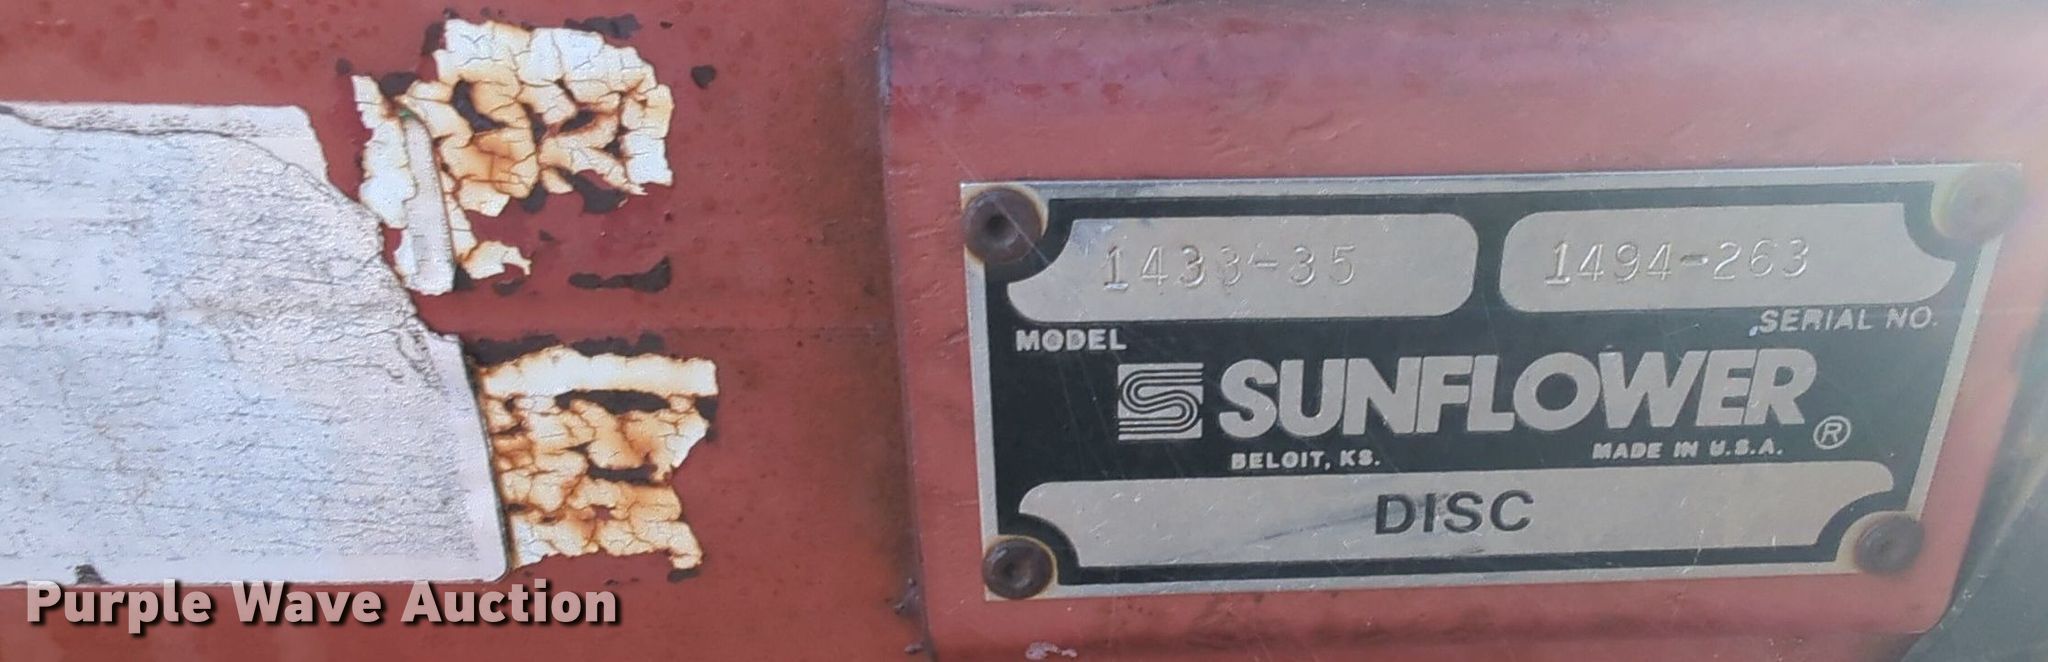 1433-35 1494-263
MODEL SERIAL NO.
SUNFLOWER ®
BELOIT, KS. MADE IN U.S.A.
DISC
Purple Wave Auction